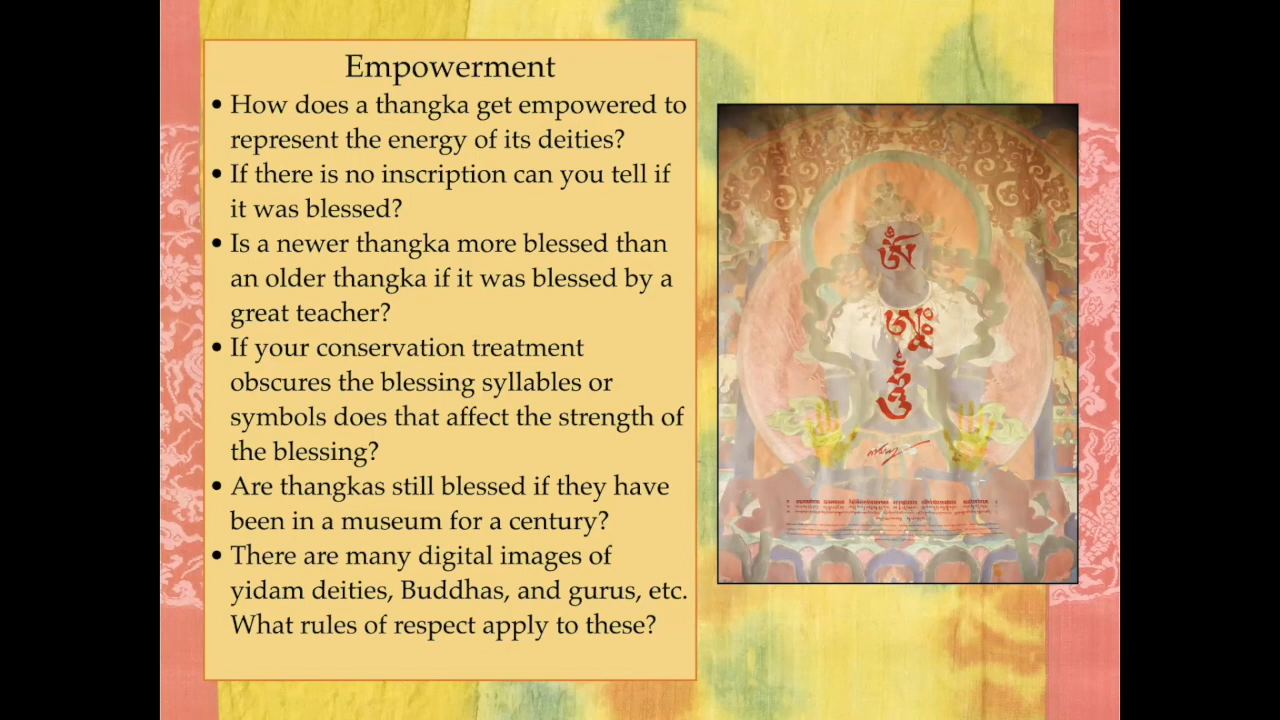 Empowerment
• How does a thangka get empowered to
represent the energy of its deities?
• If there is no inscription can you tell if
it was blessed?
• Is a newer thangka more blessed than
an older thangka if it was blessed by a
great teacher?
• If your conservation treatment
obscures the blessing syllables or
symbols does that affect the strength of
the blessing?
• Are thangkas still blessed if they have
been in a museum for a century?
• There are many digital images of
yidam deities, Buddhas, and gurus, etc.
What rules of respect apply to these?
ༀ
ཨཱཿ
ཧཱུྃ